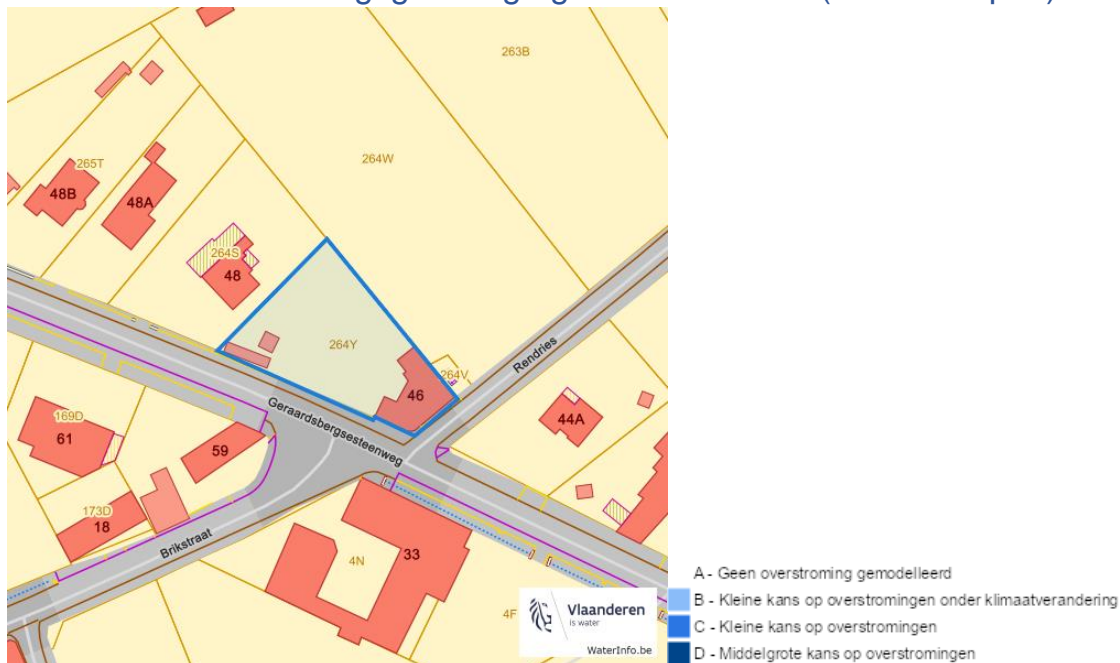 263B
264W
265T
48B
48A
264S
48
264Y
264V
46
Rendries
44A
Geraardsbergsesteenweg
169D
61
59
173D
18
Brikstraat
33
4N
4F
Vlaanderen
is water
WaterInfo.be
A - Geen overstroming gemodelleerd
B - Kleine kans op overstromingen onder klimaatverandering
C - Kleine kans op overstromingen
D - Middelgrote kans op overstromingen